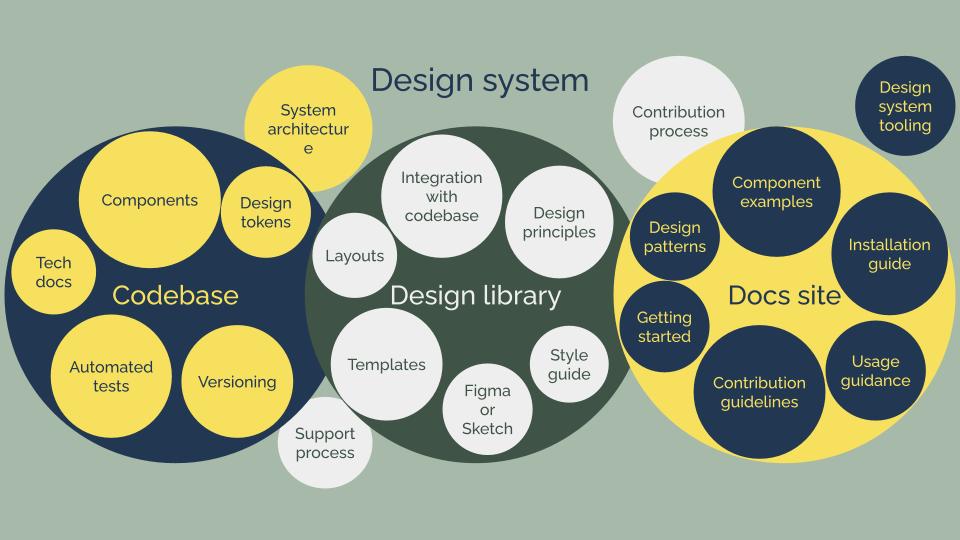 Design system
System
architectur
e
Contribution
process
Design
system
tooling
Components
Design
tokens
Tech
docs
Codebase
Automated
tests
Versioning
Support
process
Integration
with
codebase
Design
principles
Layouts
Design library
Templates
Style
guide
Figma
or
Sketch
Component
examples
Design
patterns
Installation
guide
Docs site
Getting
started
Contribution
guidelines
Usage
guidance